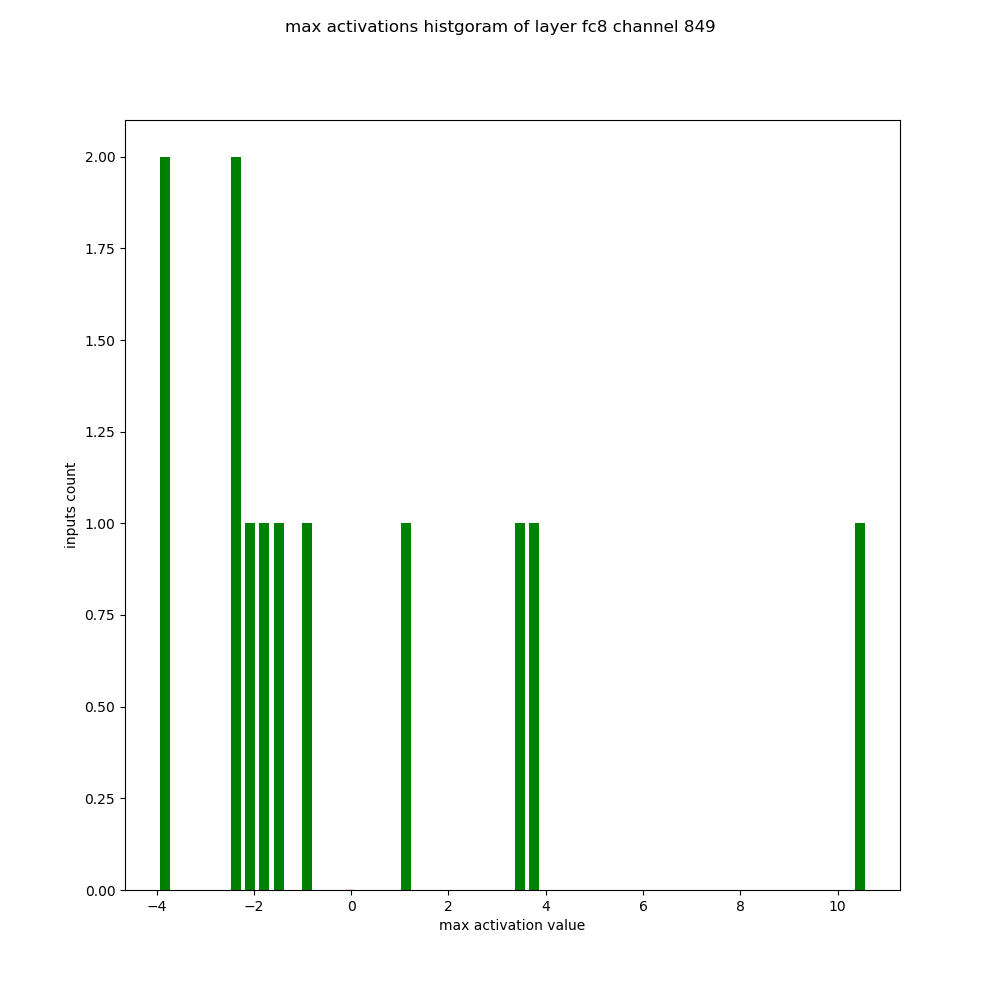 max activations histgoram of layer fc8 channel 849
2.00
1.75
1.50
1.25
1.00
0.75
0.50
0.25
0.00
inputs count
−4 −2 0 2 4 6 8 10
max activation value